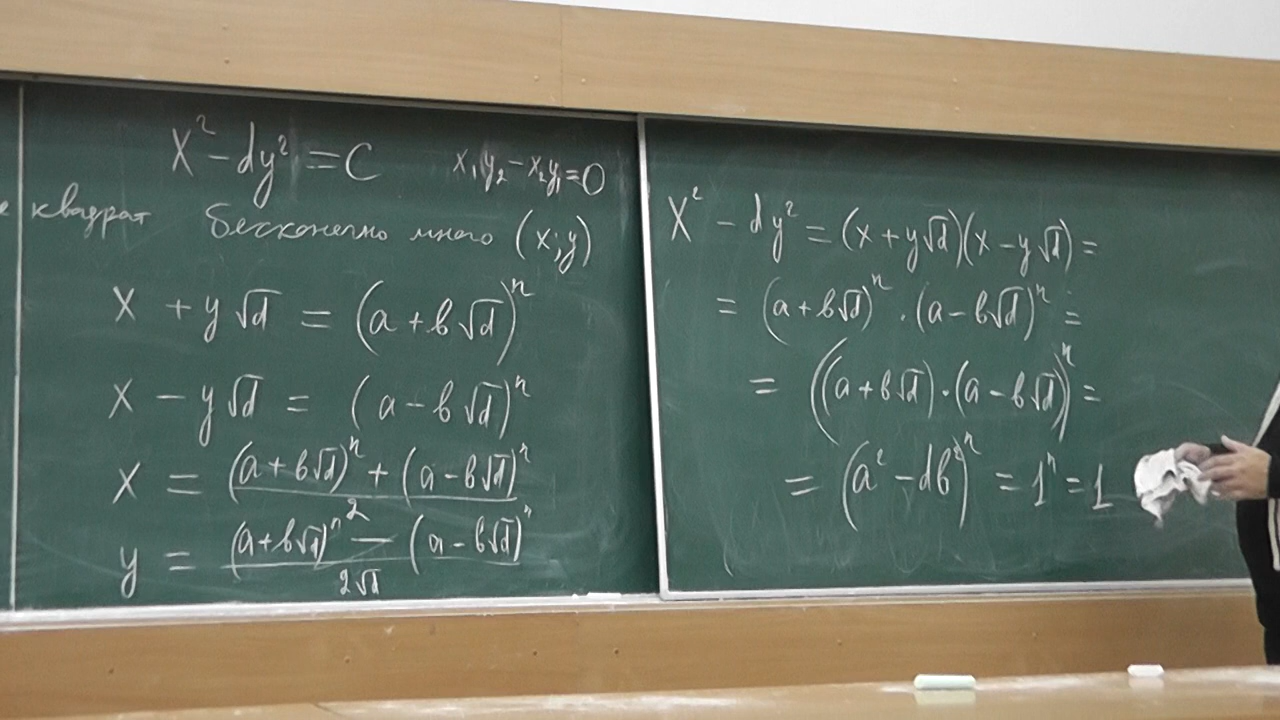 x² - dy² = C
x₁y₂ - x₂y₁ = 0
квадрат бесконечно много (x; y)
x + y√d = (a + b√d)ⁿ
x - y√d = (a - b√d)ⁿ
x = ((a + b√d)ⁿ + (a - b√d)ⁿ) / 2
y = ((a + b√d)ⁿ - (a - b√d)ⁿ) / 2√d
x² - dy² = (x + y√d)(x - y√d) =
= (a + b√d)ⁿ · (a - b√d)ⁿ =
= ((a + b√d) · (a - b√d))ⁿ =
= (a² - db²)ⁿ = 1ⁿ = 1